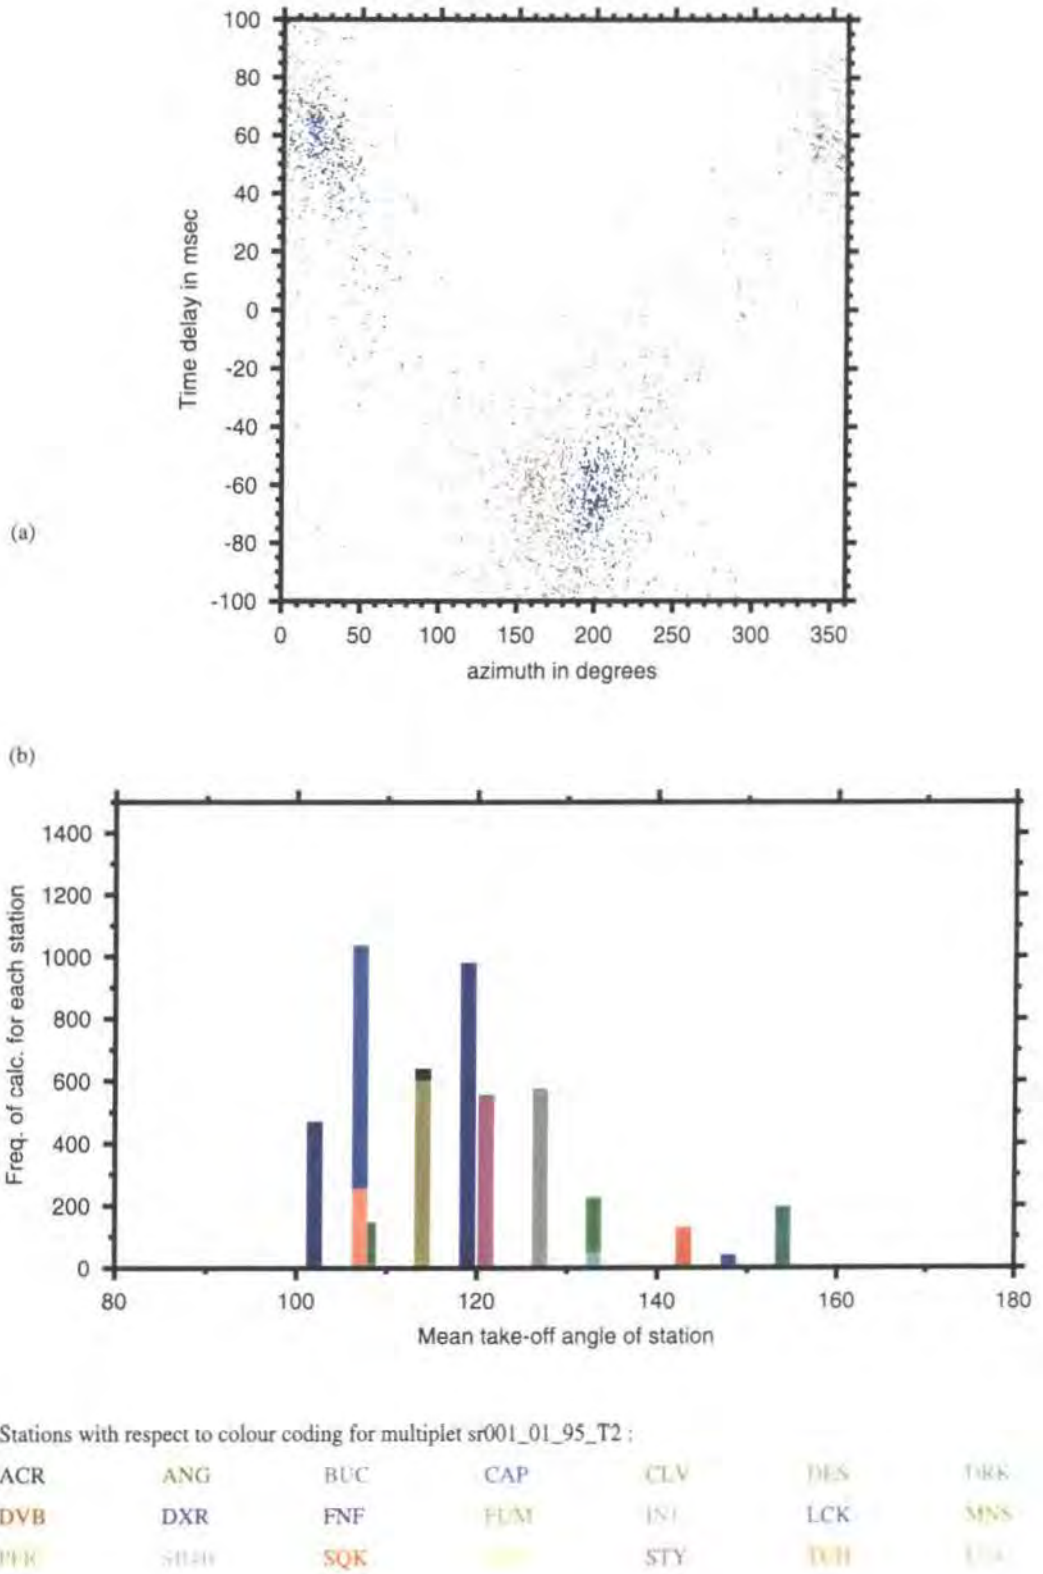 100
80
60
40
20
0
-20
-40
-60
-80
-100
Time delay in msec
(a)
0 50 100 150 200 250 300 350
azimuth in degrees
(b)
1400
1200
1000
800
600
400
200
0
Freq. of calc. for each station
80 100 120 140 160 180
Mean take-off angle of station
Stations with respect to colour coding for multiplet sr001_01_95_T2 :
ACR ANG BUC CAP CLV DES DRK
DVB DXR FNF FUM INT LCK MNS
PER SQK STY